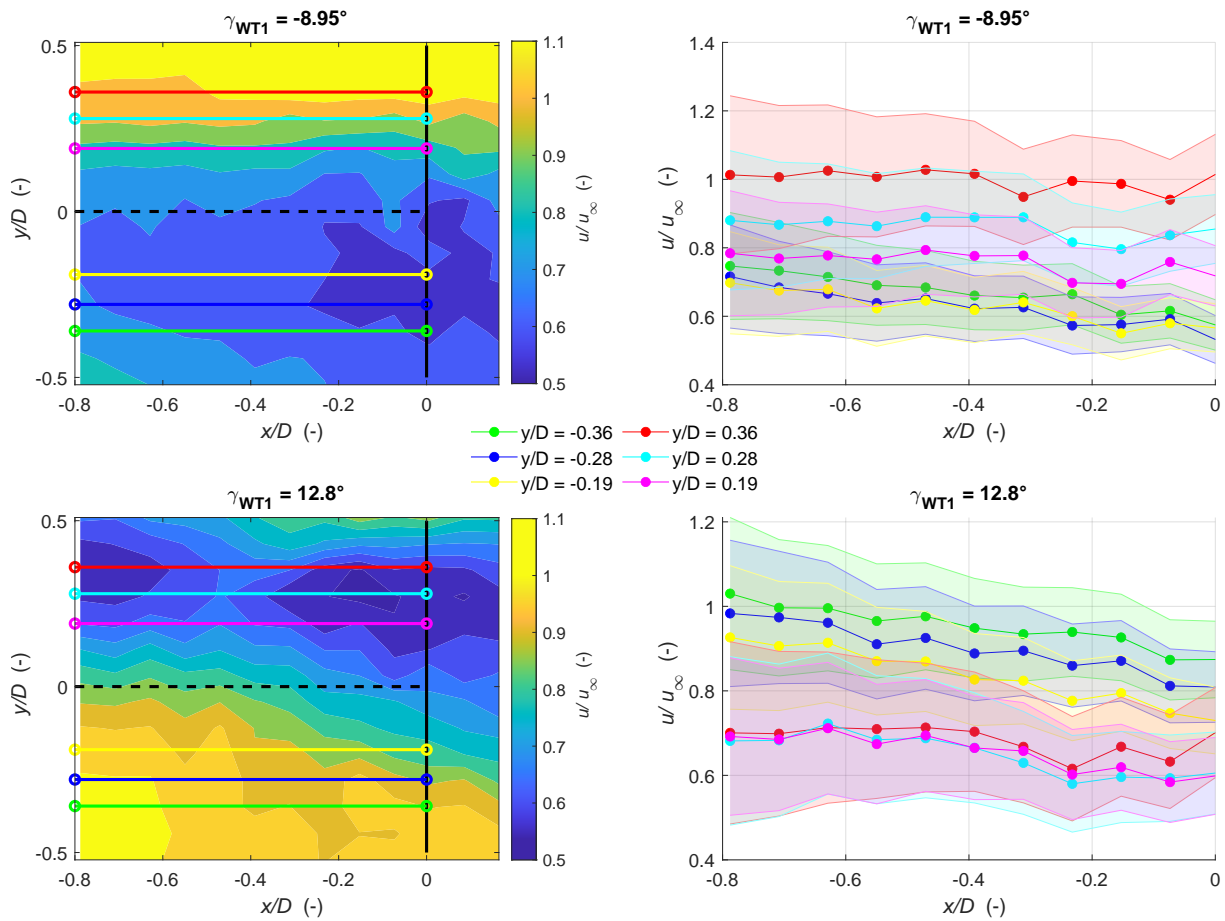 γWT1 = -8.95°
0.5
0
-0.5
y/D (-)
-0.8 -0.6 -0.4 -0.2 0
x/D (-)
1.1
1
0.9
0.8
0.7
0.6
0.5
u/u∞ (-)
γWT1 = -8.95°
1.4
1.2
1
0.8
0.6
0.4
u/ u∞ (-)
-0.8 -0.6 -0.4 -0.2 0
x/D (-)
y/D = -0.36 y/D = 0.36
y/D = -0.28 y/D = 0.28
y/D = -0.19 y/D = 0.19
γWT1 = 12.8°
0.5
0
-0.5
y/D (-)
-0.8 -0.6 -0.4 -0.2 0
x/D (-)
1.1
1
0.9
0.8
0.7
0.6
0.5
u/u∞ (-)
γWT1 = 12.8°
1.2
1
0.8
0.6
0.4
u/ u∞ (-)
-0.8 -0.6 -0.4 -0.2 0
x/D (-)